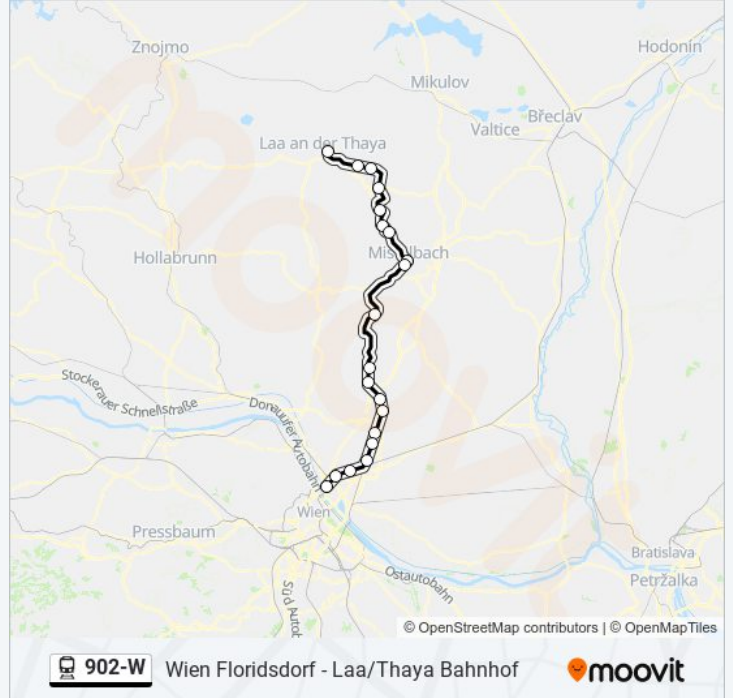 Znojmo
Hodonín
Mikulov
Břeclav
Valtice
Laa an der Thaya
Mistelbach
Hollabrunn
Stockerauer Schnellstraße
Donauufer Autobahn
Wien
Pressbaum
Bratislava
Petržalka
Ostautobahn
Süd Autob
moovit
© OpenStreetMap contributors | © OpenMapTiles
902-W Wien Floridsdorf - Laa/Thaya Bahnhof moovit